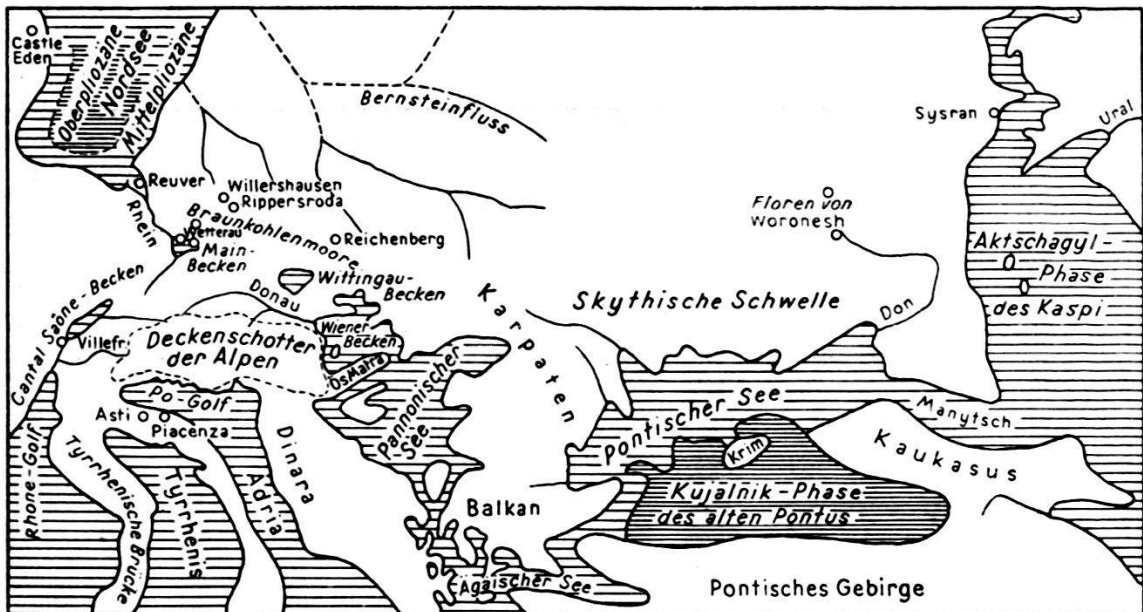 Castle
Eden
Oberpliozäne
Nordsee
Mittelpliozäne
Bernsteinfluss
Sysran
Ural
Reuver
Willershausen
Rippersroda
Rhein
Braunkohlenmoore
Wetterau
Main-
Becken
Reichenberg
Floren von
Woronesh
Aktschagyl-
Phase
des Kaspi
Cantal Saône-Becken
Donau
Wittingau-
Becken
Karpaten
Skythische Schwelle
Don
Villefr.
Deckenschotter
der Alpen
Wiener
Becken
Ös Matra
Pannonischer
See
Pontischer See
Manytsch
Po-Golf
Asti
Piacenza
Krim
Kaukasus
Rhone-Golf
Tyrrhenische Brücke
Tyrrhenis
Adria
Dinara
Balkan
Kujalnik-Phase
des alten Pontus
Ägäischer See
Pontisches Gebirge